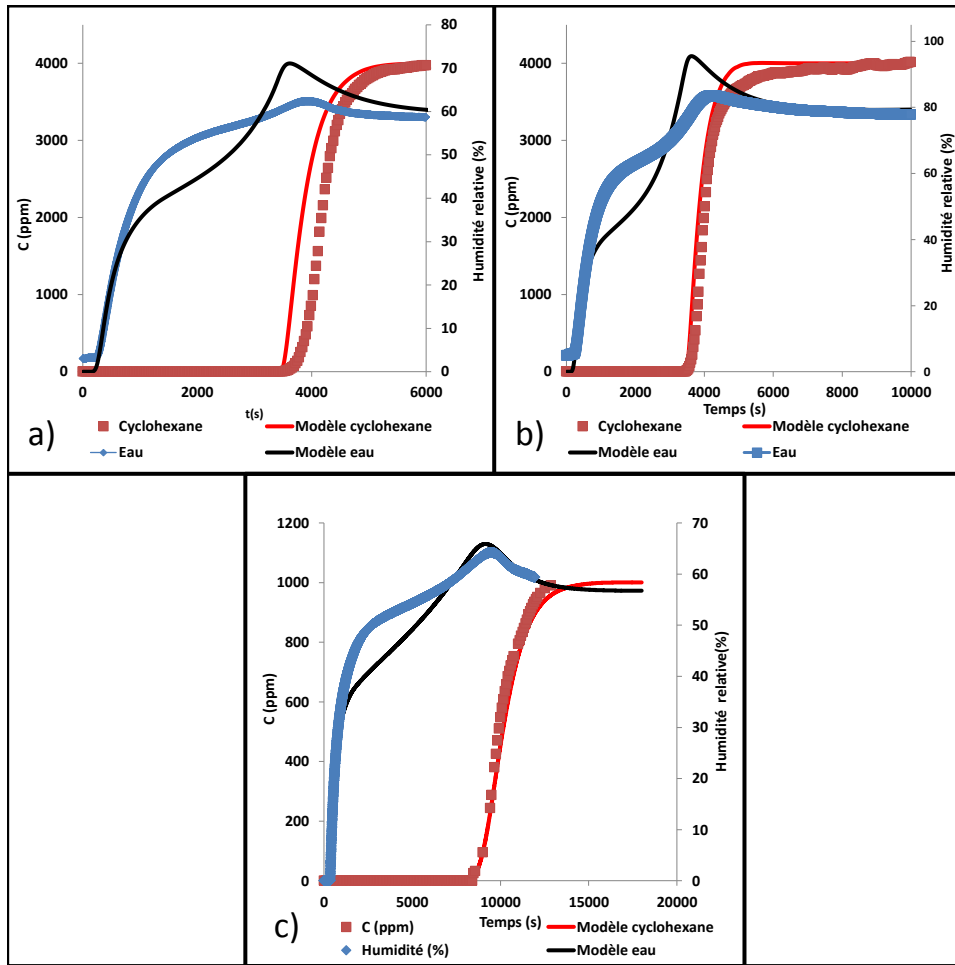 4000
3000
2000
1000
0
C (ppm)
80
70
60
50
40
30
20
10
0
Humidité relative (%)
0 2000 4000 6000
t(s)
a)
Cyclohexane Modèle cyclohexane
Eau Modèle eau
4000
3000
2000
1000
0
C (ppm)
100
80
60
40
20
0
Humidité relative (%)
0 2000 4000 6000 8000 10000
Temps (s)
b)
Cyclohexane Modèle cyclohexane
Modèle eau Eau
1200
1000
800
600
400
200
0
C (ppm)
70
60
50
40
30
20
10
0
Humidité relative(%)
0 5000 10000 15000 20000
Temps (s)
c)
C (ppm) Modèle cyclohexane
Humidité (%) Modèle eau